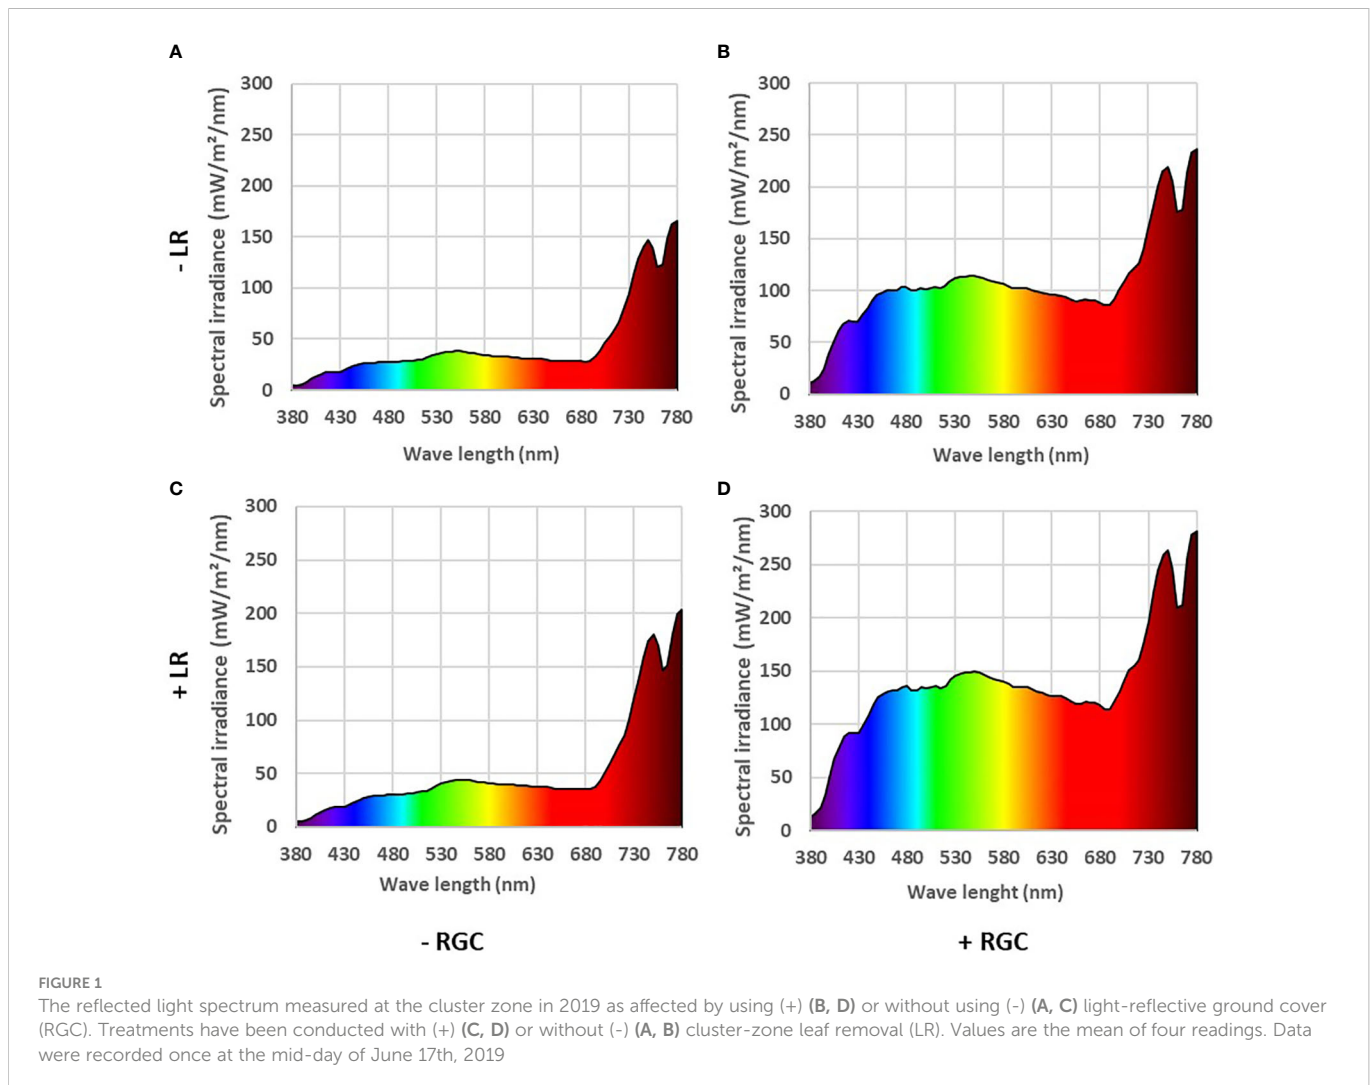 A
B
300
250
200
150
100
50
0
Spectral irradiance (mW/m²/nm)
380 430 480 530 580 630 680 730 780
Wave length (nm)
300
250
200
150
100
50
0
Spectral irradiance (mW/m²/nm)
380 430 480 530 580 630 680 730 780
Wave length (nm)
- LR
C
D
300
250
200
150
100
50
0
Spectral irradiance (mW/m²/nm)
380 430 480 530 580 630 680 730 780
Wave length (nm)
300
250
200
150
100
50
0
Spectral irradiance (mW/m²/nm)
380 430 480 530 580 630 680 730 780
Wave lenght (nm)
+ LR
- RGC
+ RGC
FIGURE 1
The reflected light spectrum measured at the cluster zone in 2019 as affected by using (+) (B, D) or without using (-) (A, C) light-reflective ground cover
(RGC). Treatments have been conducted with (+) (C, D) or without (-) (A, B) cluster-zone leaf removal (LR). Values are the mean of four readings. Data
were recorded once at the mid-day of June 17th, 2019